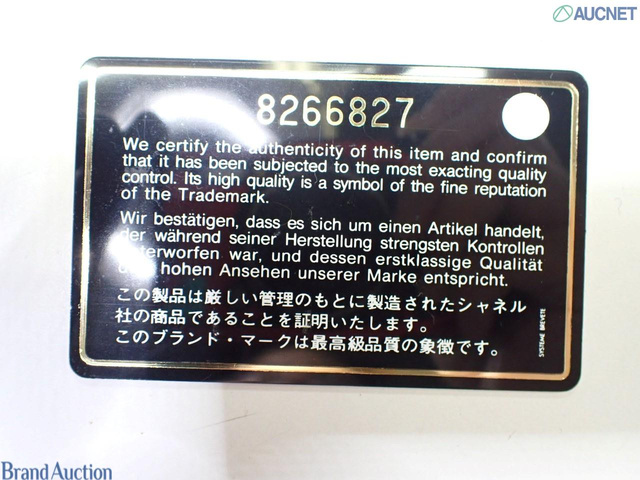 AUCNET
8266827
We certify the authenticity of this item and confirm
that it has been subjected to the most exacting quality
control. Its high quality is a symbol of the fine reputation
of the Trademark.
Wir bestätigen, dass es sich um einen Artikel handelt,
der während seiner Herstellung strengsten Kontrollen
unterworfen war, und dessen erstklassige Qualität
dem hohen Ansehen unserer Marke entspricht.
この製品は厳しい管理のもとに製造されたシャネル
社の商品であることを証明いたします。
このブランド・マークは最高級品質の象徴です。
SYSTEME BREVETE
Brand Auction